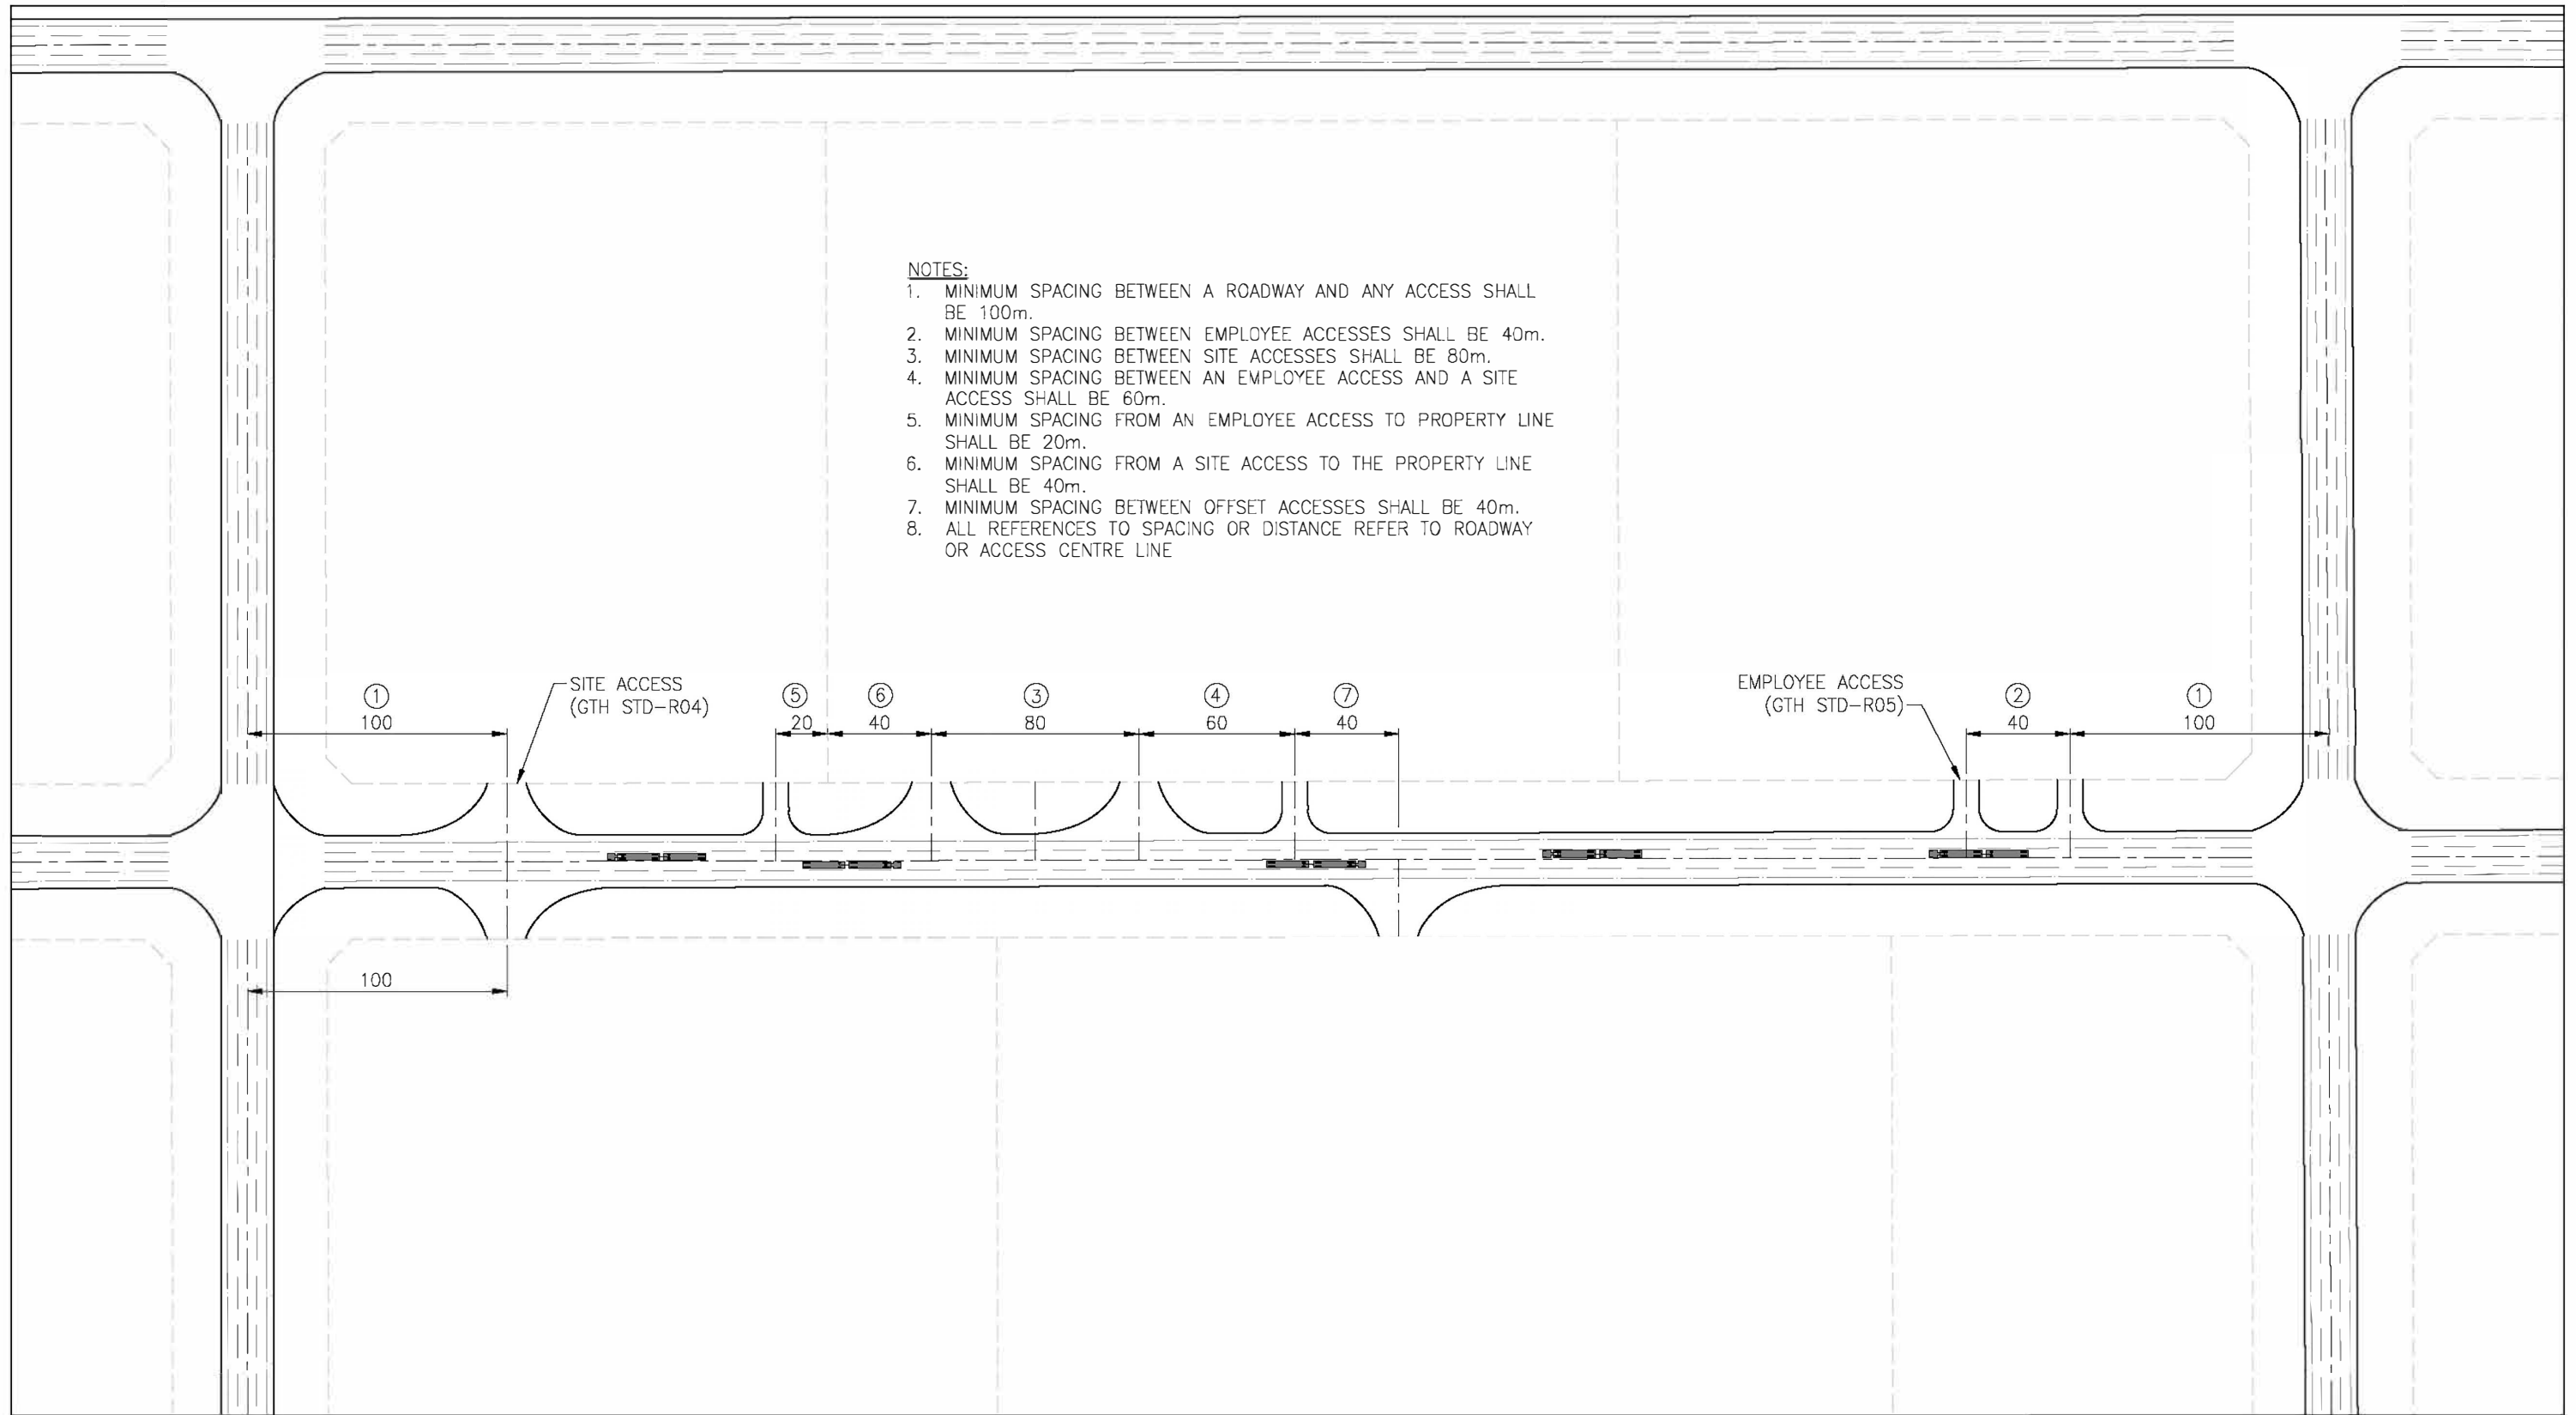 NOTES:
1. MINIMUM SPACING BETWEEN A ROADWAY AND ANY ACCESS SHALL
BE 100m.
2. MINIMUM SPACING BETWEEN EMPLOYEE ACCESSES SHALL BE 40m.
3. MINIMUM SPACING BETWEEN SITE ACCESSES SHALL BE 80m.
4. MINIMUM SPACING BETWEEN AN EMPLOYEE ACCESS AND A SITE
ACCESS SHALL BE 60m.
5. MINIMUM SPACING FROM AN EMPLOYEE ACCESS TO PROPERTY LINE
SHALL BE 20m.
6. MINIMUM SPACING FROM A SITE ACCESS TO THE PROPERTY LINE
SHALL BE 40m.
7. MINIMUM SPACING BETWEEN OFFSET ACCESSES SHALL BE 40m.
8. ALL REFERENCES TO SPACING OR DISTANCE REFER TO ROADWAY
OR ACCESS CENTRE LINE
1
100
SITE ACCESS
(GTH STD-R04)
5
20
6
40
3
80
4
60
7
40
EMPLOYEE ACCESS
(GTH STD-R05)
2
40
1
100
100